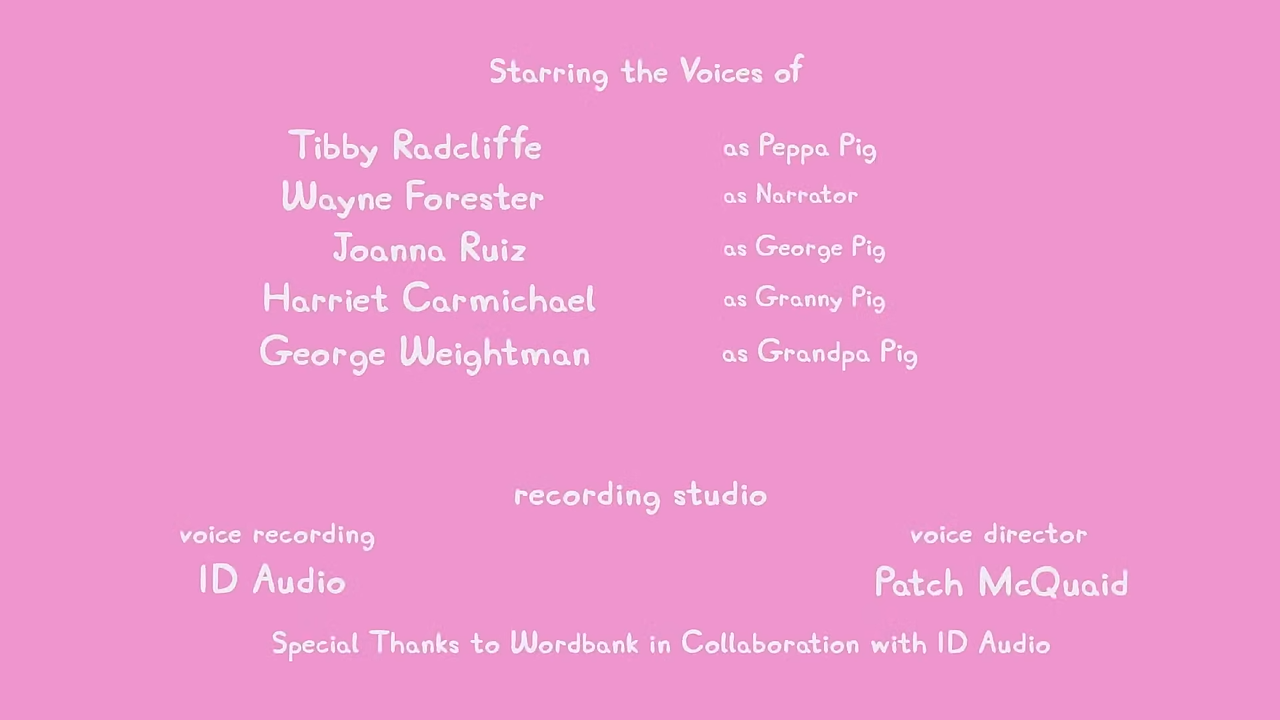 Starring the Voices of
Tibby Radcliffe as Peppa Pig
Wayne Forester as Narrator
Joanna Ruiz as George Pig
Harriet Carmichael as Granny Pig
George Weightman as Grandpa Pig
recording studio
voice recording voice director
ID Audio Patch McQuaid
Special Thanks to Wordbank in Collaboration with ID Audio